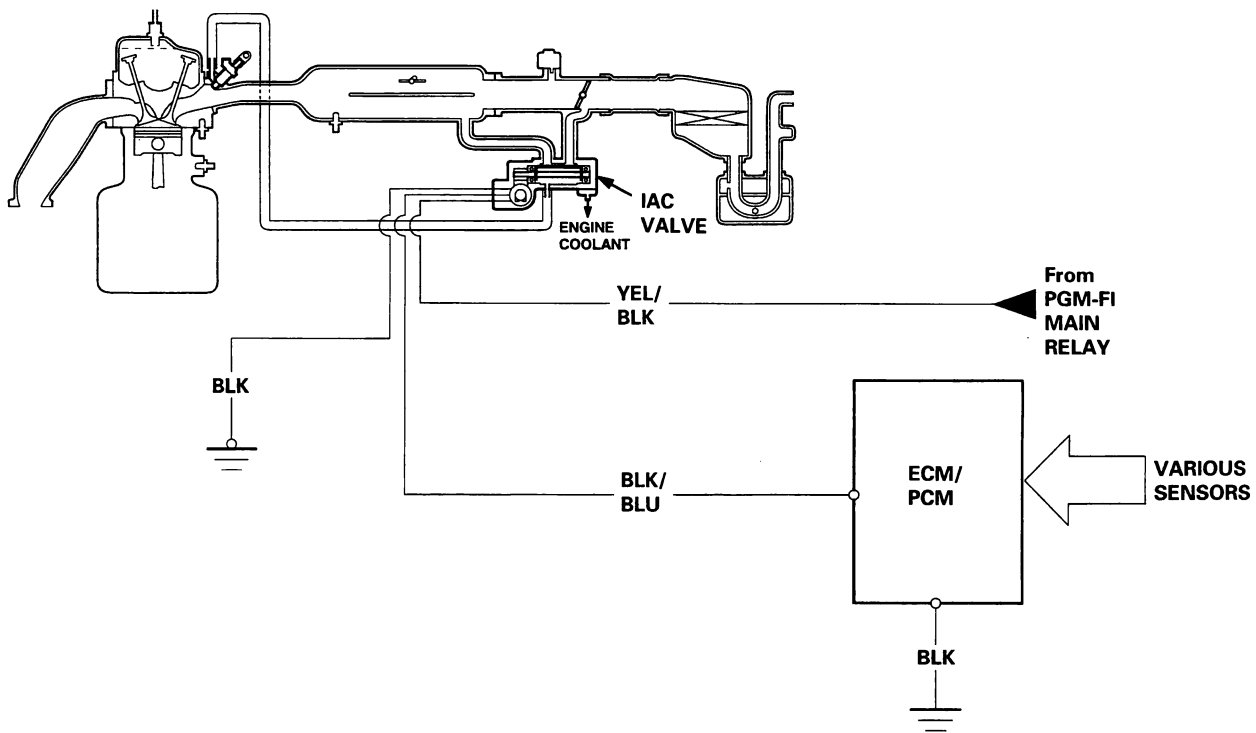 IAC
VALVE
ENGINE
COOLANT
From
PGM-FI
MAIN
RELAY
YEL/
BLK
BLK
BLK/
BLU
ECM/
PCM
VARIOUS
SENSORS
BLK